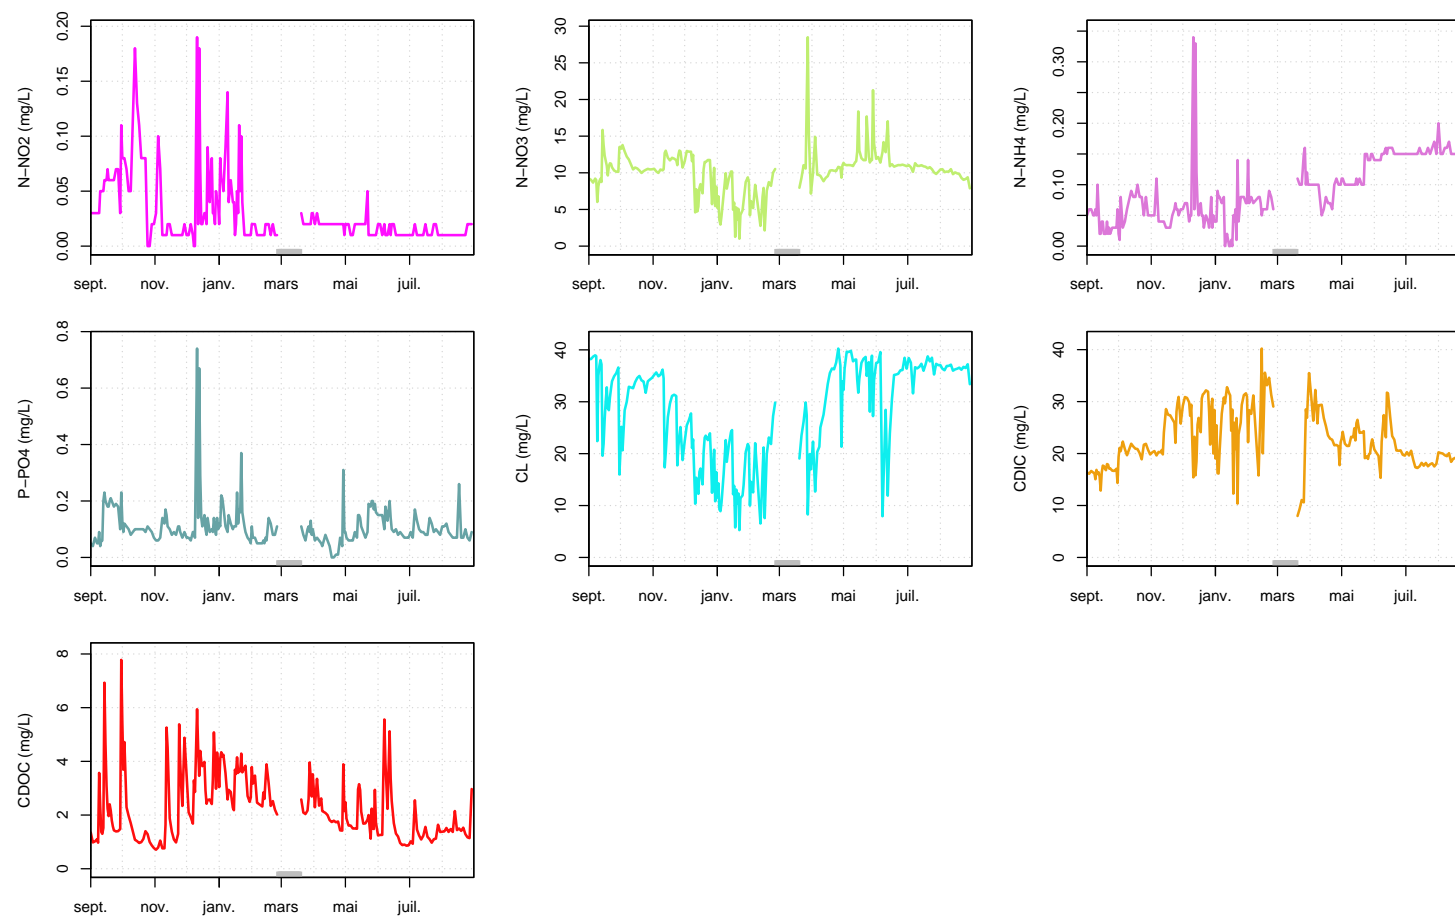 N−NO2 (mg/L)
0.00
0.05
0.10
0.15
0.20
sept.
nov.
janv.
mars
mai
juil.
N−NO3 (mg/L)
0
5
10
15
20
25
30
sept.
nov.
janv.
mars
mai
juil.
N−NH4 (mg/L)
0.00
0.10
0.20
0.30
sept.
nov.
janv.
mars
mai
juil.
P−PO4 (mg/L)
0.0
0.2
0.4
0.6
0.8
sept.
nov.
janv.
mars
mai
juil.
CL (mg/L)
0
10
20
30
40
sept.
nov.
janv.
mars
mai
juil.
CDIC (mg/L)
0
10
20
30
40
sept.
nov.
janv.
mars
mai
juil.
CDOC (mg/L)
0
2
4
6
8
sept.
nov.
janv.
mars
mai
juil.